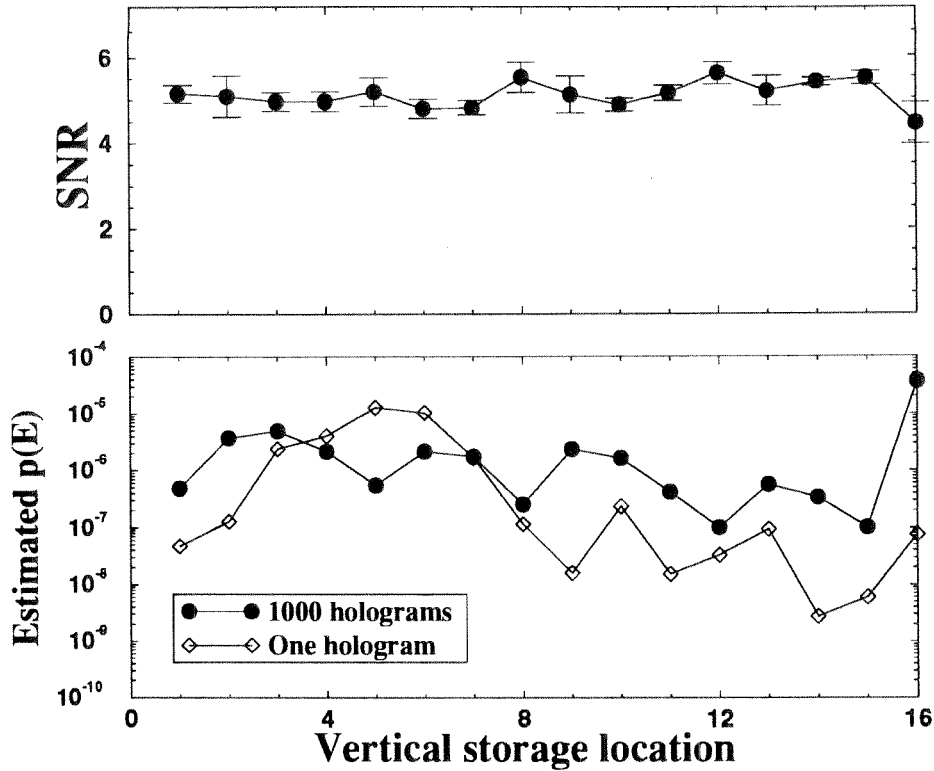 6
4
2
0
SNR
10⁻⁴
10⁻⁵
10⁻⁶
10⁻⁷
10⁻⁸
10⁻⁹
10⁻¹⁰
Estimated p(E)
1000 holograms
One hologram
0 4 8 12 16
Vertical storage location